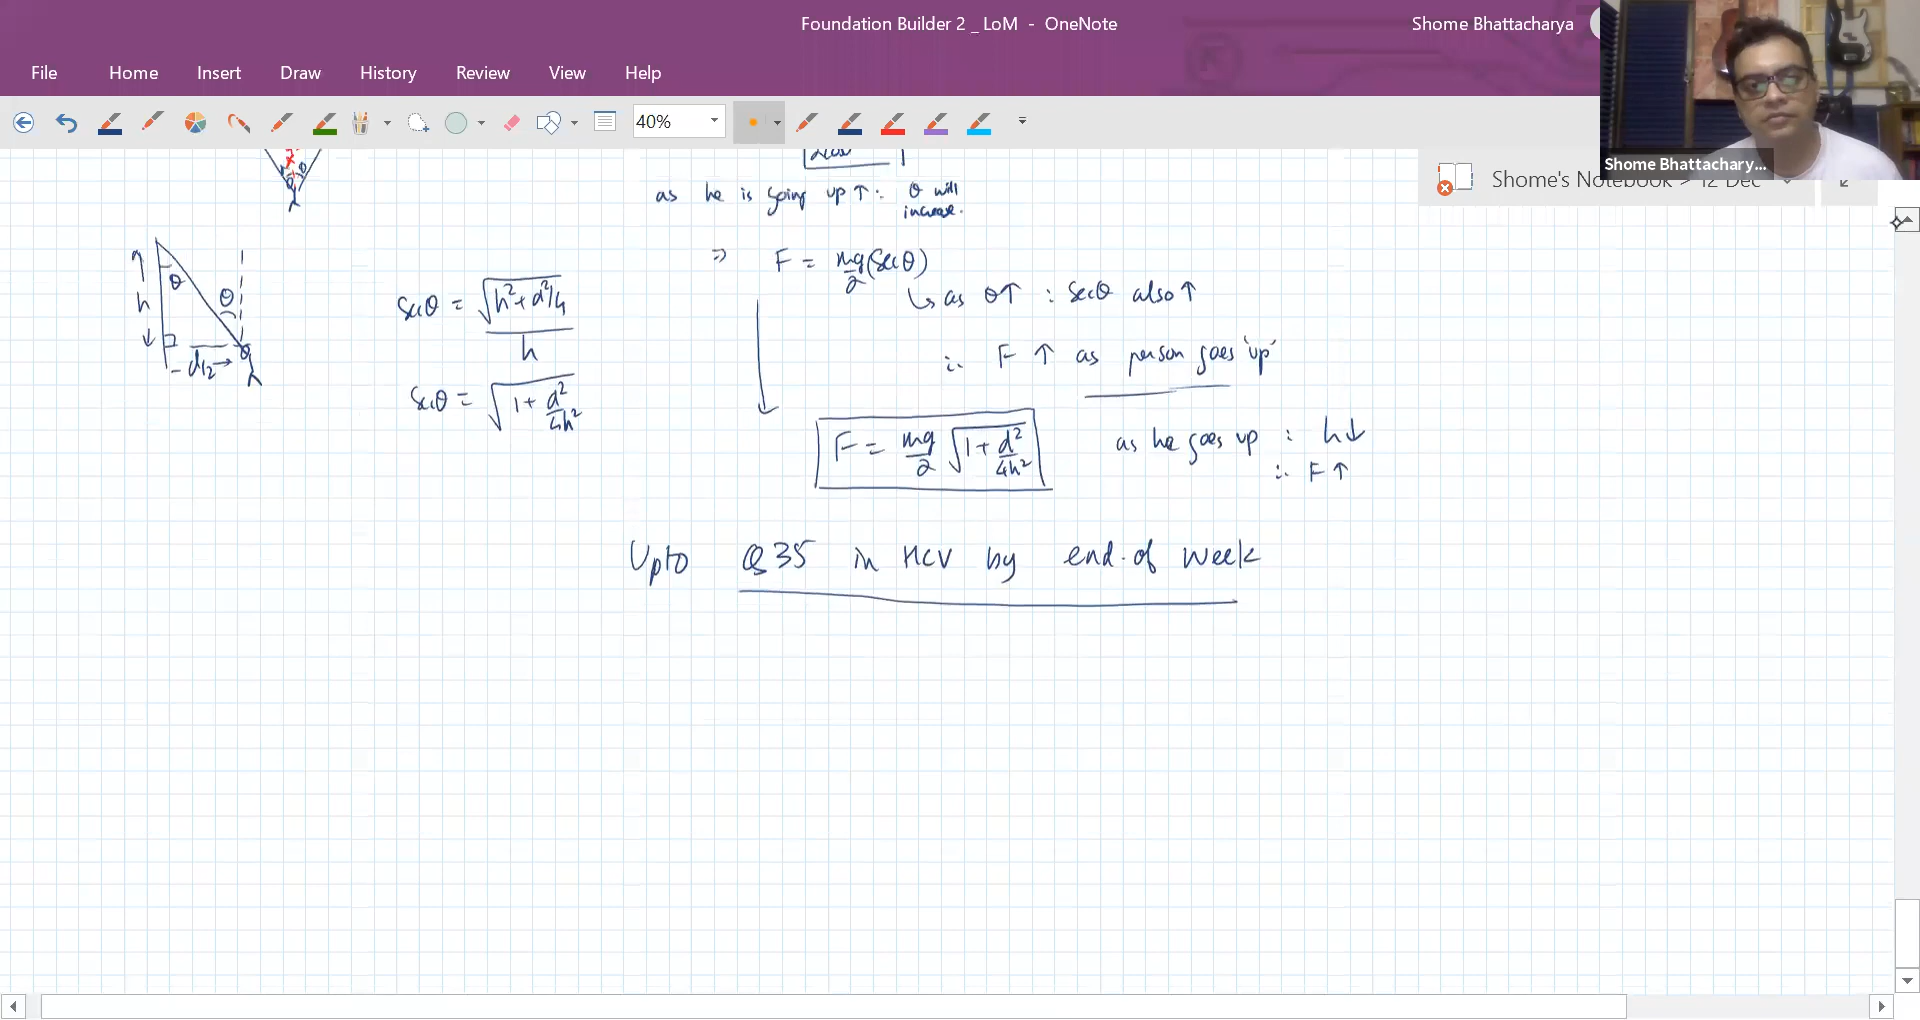 Foundation Builder 2 _ LoM - OneNote
Shome Bhattacharya
File Home Insert Draw History Review View Help
40%
Shome Bhattachary...
Shome's Notebook > 12 Dec
as he is going up ↑ : θ will increase.
⇒ F = mg/2 (secθ)
↳ as θ↑ : secθ also ↑
∴ F ↑ as person goes 'up'
h
θ
θ
d/2
secθ = √(h² + d²/4) / h
secθ = √(1 + d²/4h²)
F = mg/2 √(1 + d²/4h²)
as he goes up : h↓
∴ F ↑
Upto Q35 in HCV by end of week